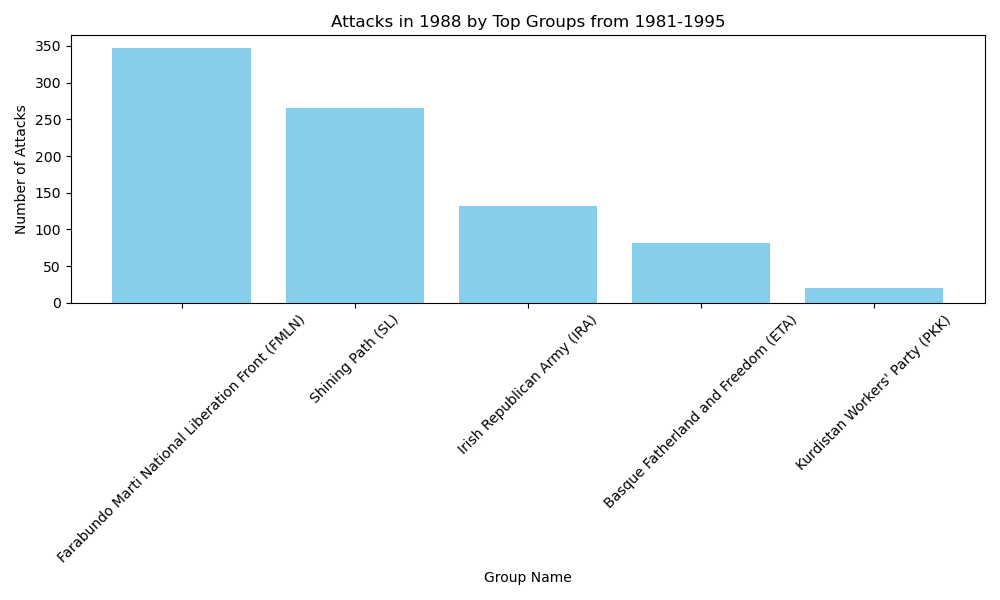 Attacks in 1988 by Top Groups from 1981-1995
Number of Attacks
350
300
250
200
150
100
50
0
Farabundo Marti National Liberation Front (FMLN)
Shining Path (SL)
Irish Republican Army (IRA)
Basque Fatherland and Freedom (ETA)
Kurdistan Workers' Party (PKK)
Group Name